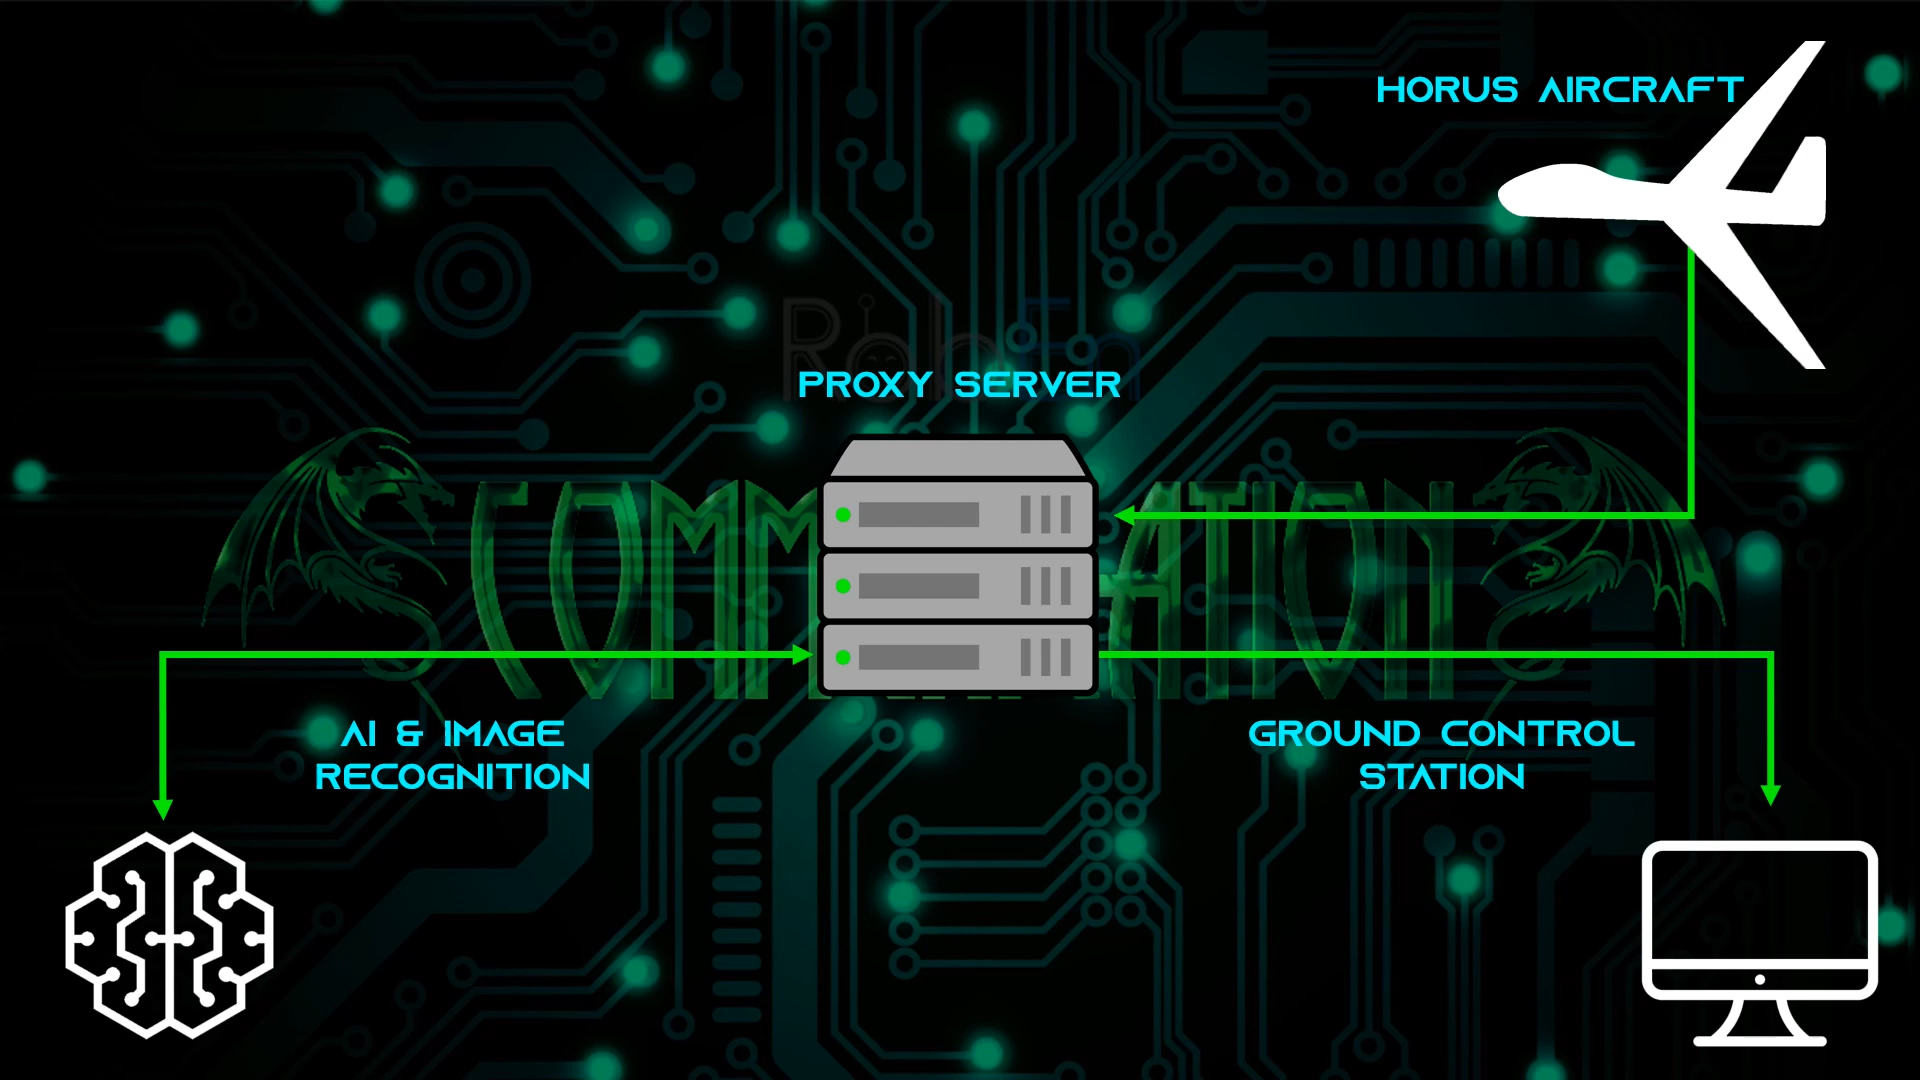 HORUS AIRCRAFT
PROXY SERVER
AI & IMAGE
RECOGNITION
GROUND CONTROL
STATION